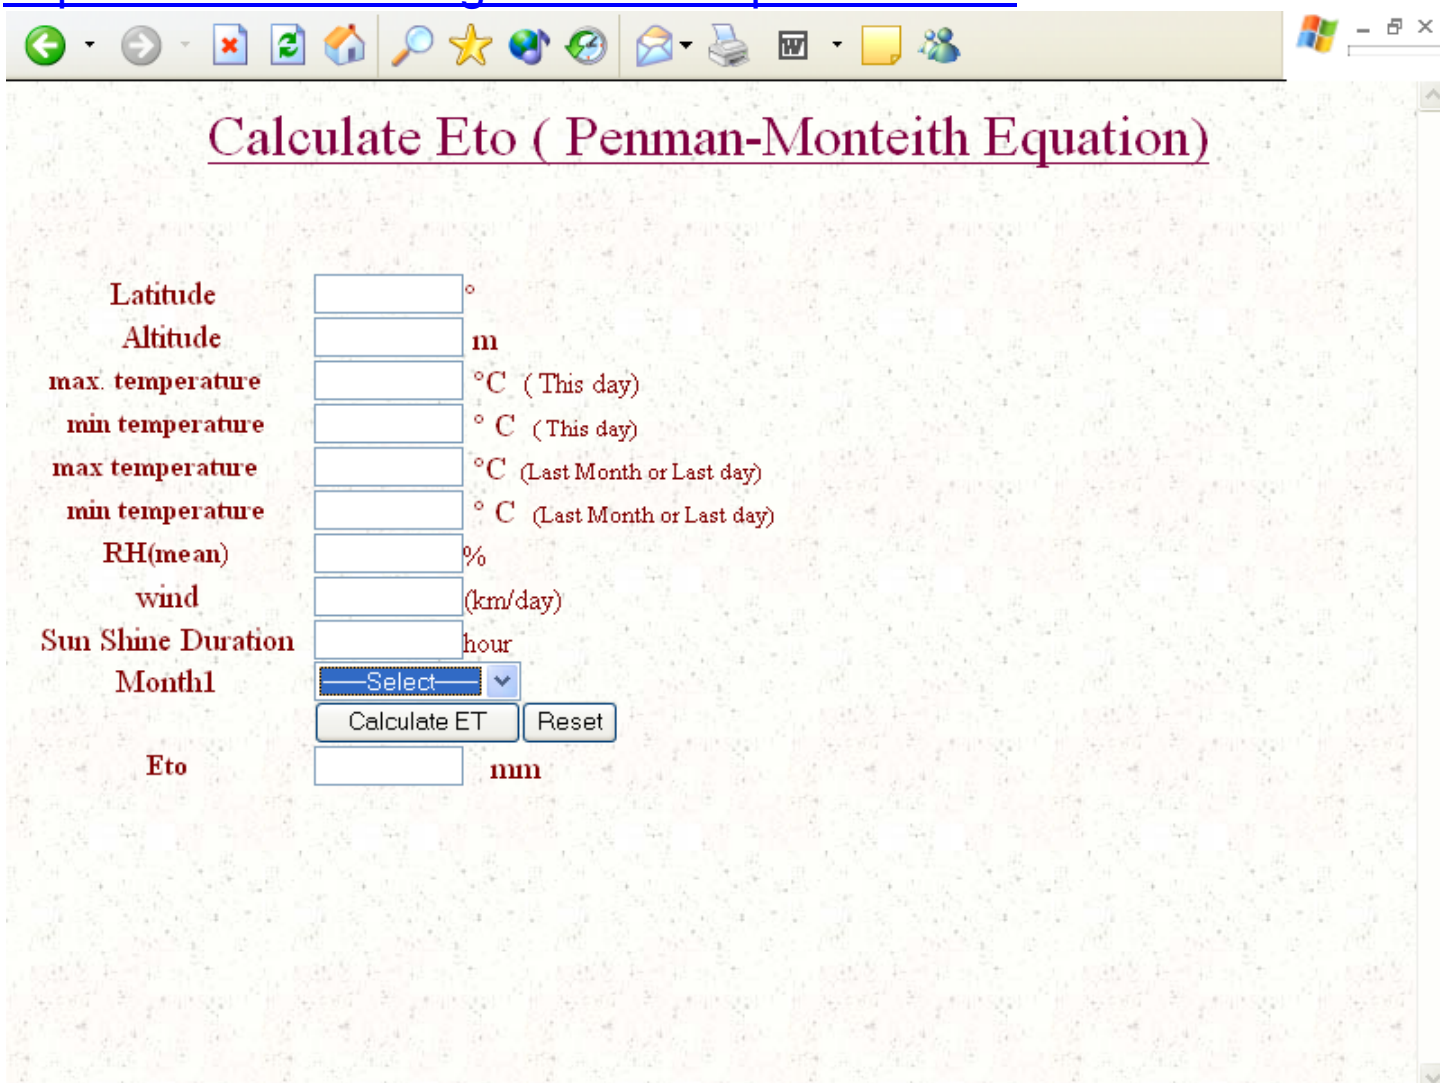 Calculate Eto ( Penman-Monteith Equation)
Latitude °
Altitude m
max. temperature °C ( This day)
min temperature ° C ( This day)
max temperature °C (Last Month or Last day)
min temperature ° C (Last Month or Last day)
RH(mean) %
wind (km/day)
Sun Shine Duration hour
Month1 ——Select——
Calculate ET Reset
Eto mm